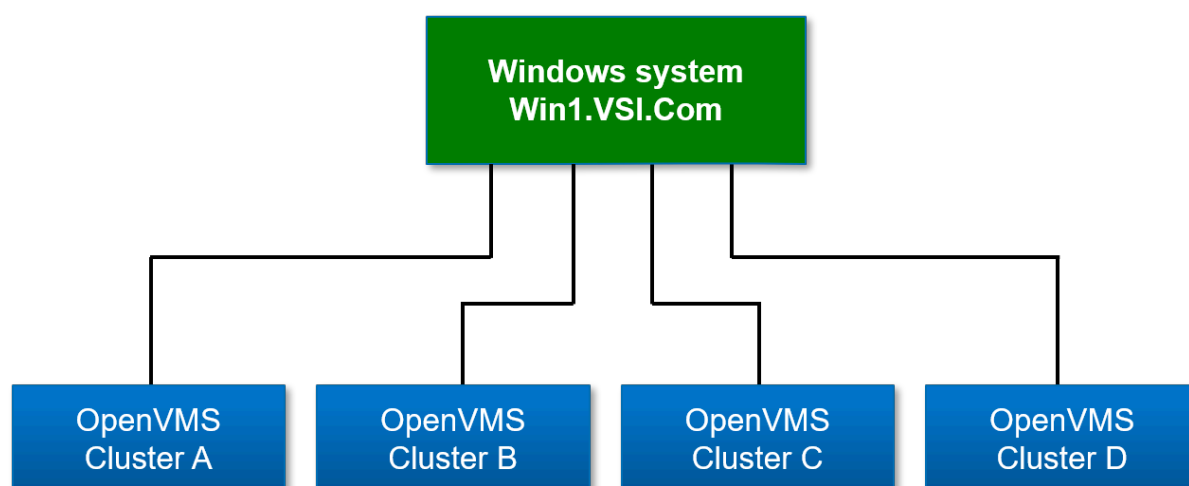 Windows system
Win1.VSI.Com
OpenVMS
Cluster A
OpenVMS
Cluster B
OpenVMS
Cluster C
OpenVMS
Cluster D